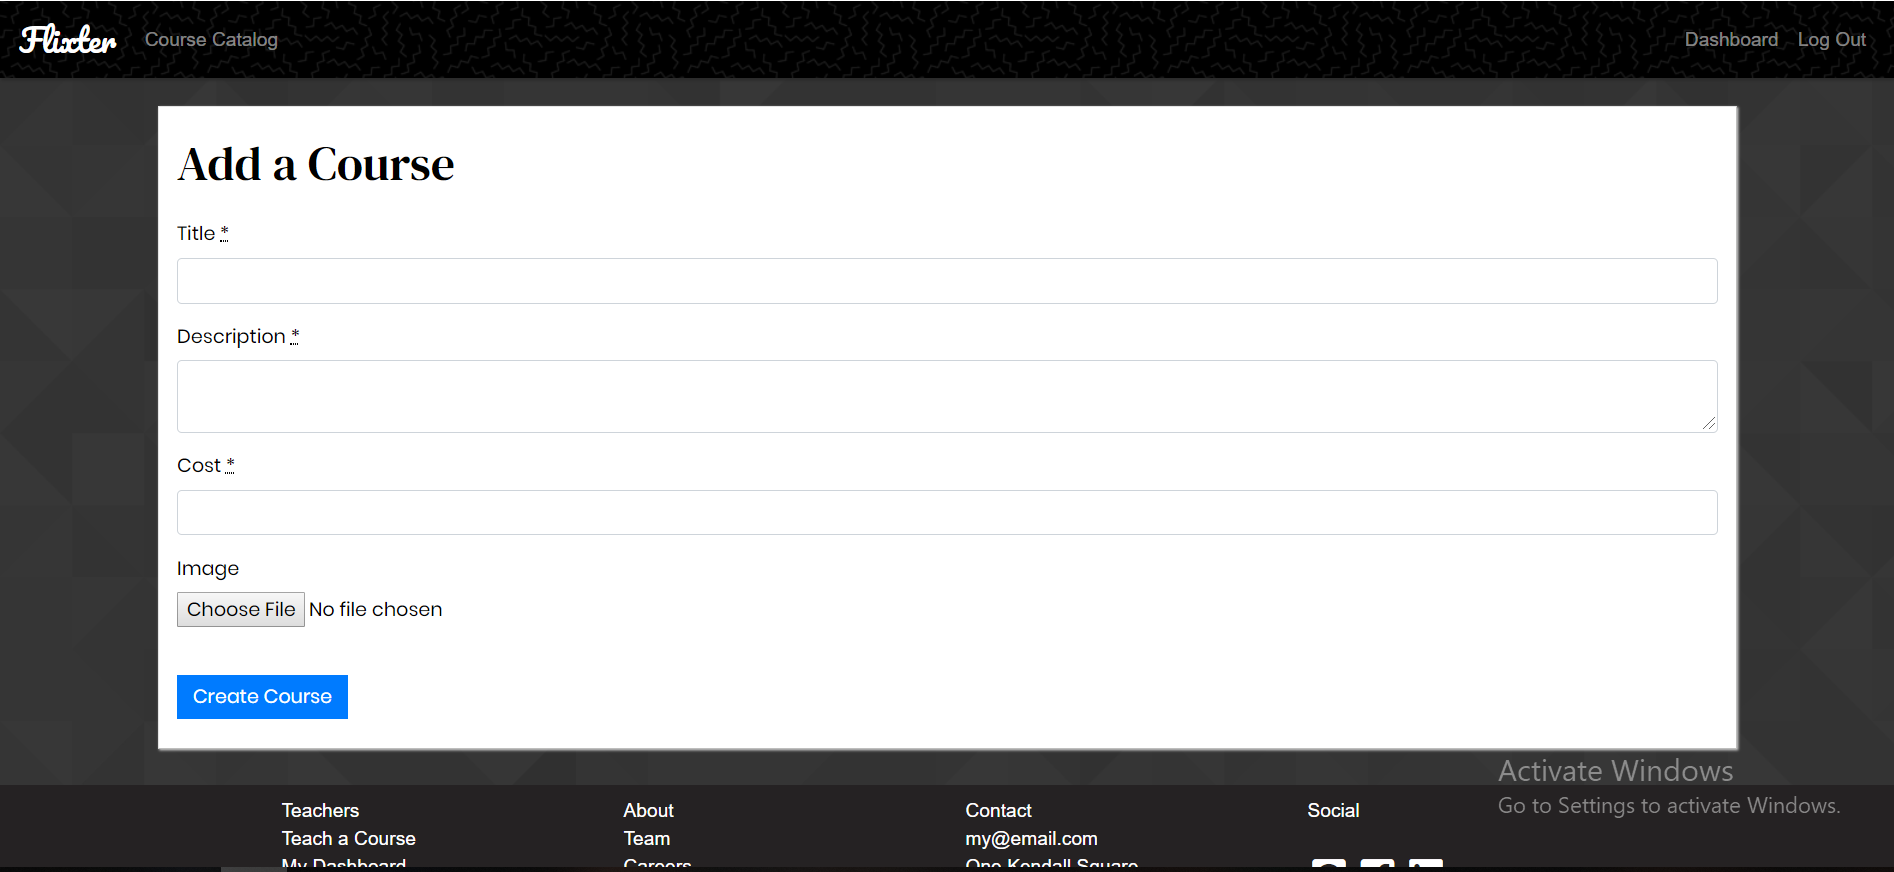 Flixter Course Catalog Dashboard Log Out
Add a Course
Title *
Description *
Cost *
Image
Choose File No file chosen
Create Course
Activate Windows
Go to Settings to activate Windows.
Teachers About Contact Social
Teach a Course Team my@email.com
My Dashboard Careers One Kendall Square